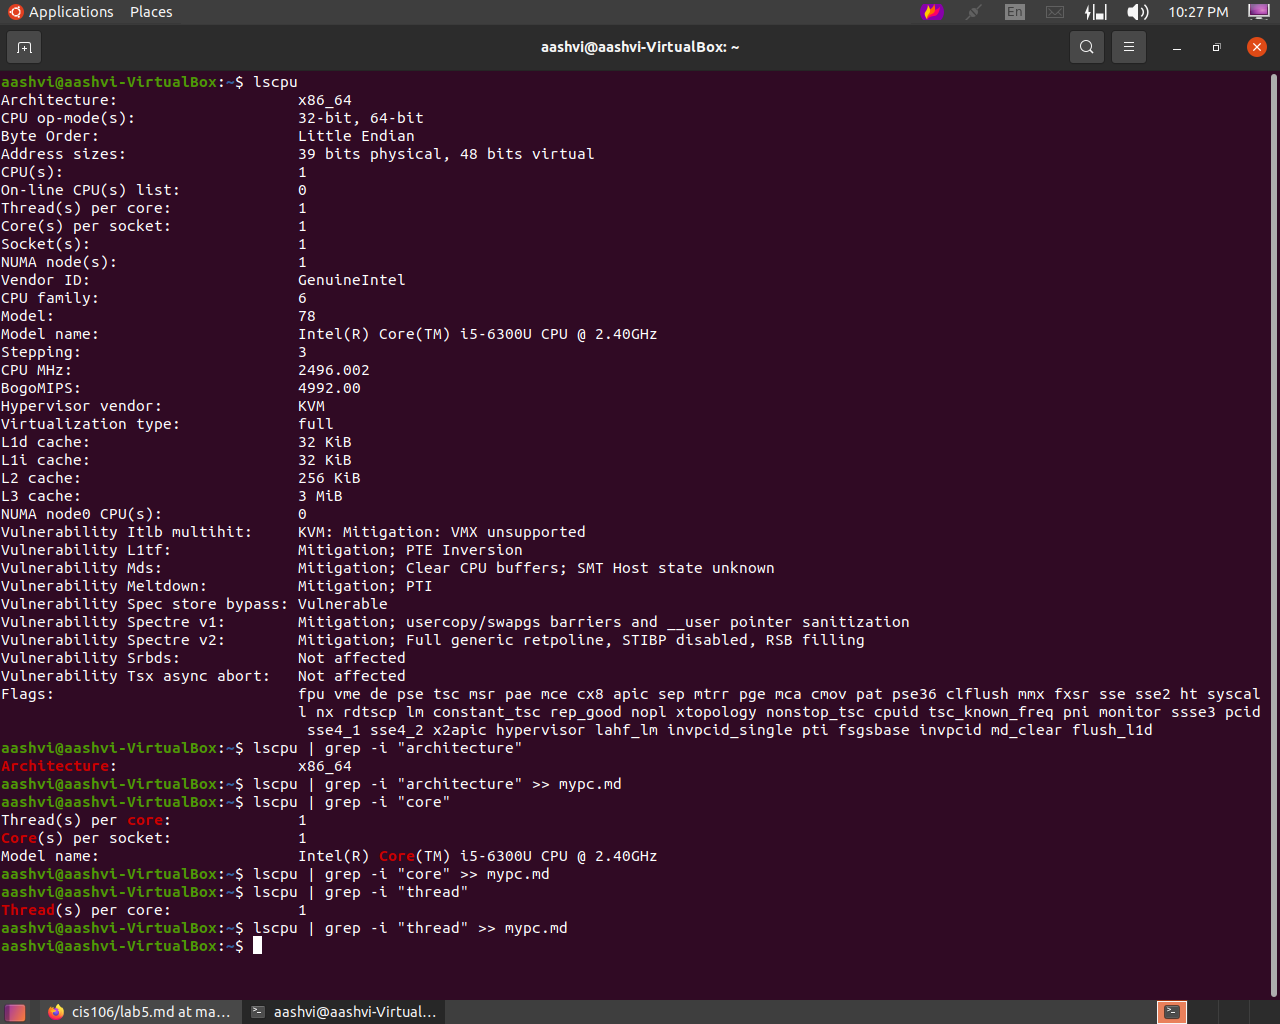 Applications Places En 10:27 PM
aashvi@aashvi-VirtualBox: ~
aashvi@aashvi-VirtualBox:~$ lscpu
Architecture: x86_64
CPU op-mode(s): 32-bit, 64-bit
Byte Order: Little Endian
Address sizes: 39 bits physical, 48 bits virtual
CPU(s): 1
On-line CPU(s) list: 0
Thread(s) per core: 1
Core(s) per socket: 1
Socket(s): 1
NUMA node(s): 1
Vendor ID: GenuineIntel
CPU family: 6
Model: 78
Model name: Intel(R) Core(TM) i5-6300U CPU @ 2.40GHz
Stepping: 3
CPU MHz: 2496.002
BogoMIPS: 4992.00
Hypervisor vendor: KVM
Virtualization type: full
L1d cache: 32 KiB
L1i cache: 32 KiB
L2 cache: 256 KiB
L3 cache: 3 MiB
NUMA node0 CPU(s): 0
Vulnerability Itlb multihit: KVM: Mitigation: VMX unsupported
Vulnerability L1tf: Mitigation; PTE Inversion
Vulnerability Mds: Mitigation; Clear CPU buffers; SMT Host state unknown
Vulnerability Meltdown: Mitigation; PTI
Vulnerability Spec store bypass: Vulnerable
Vulnerability Spectre v1: Mitigation; usercopy/swapgs barriers and __user pointer sanitization
Vulnerability Spectre v2: Mitigation; Full generic retpoline, STIBP disabled, RSB filling
Vulnerability Srbds: Not affected
Vulnerability Tsx async abort: Not affected
Flags: fpu vme de pse tsc msr pae mce cx8 apic sep mtrr pge mca cmov pat pse36 clflush mmx fxsr sse sse2 ht syscal
l nx rdtscp lm constant_tsc rep_good nopl xtopology nonstop_tsc cpuid tsc_known_freq pni monitor ssse3 pcid
sse4_1 sse4_2 x2apic hypervisor lahf_lm invpcid_single pti fsgsbase invpcid md_clear flush_l1d
aashvi@aashvi-VirtualBox:~$ lscpu | grep -i "architecture"
Architecture: x86_64
aashvi@aashvi-VirtualBox:~$ lscpu | grep -i "architecture" >> mypc.md
aashvi@aashvi-VirtualBox:~$ lscpu | grep -i "core"
Thread(s) per core: 1
Core(s) per socket: 1
Model name: Intel(R) Core(TM) i5-6300U CPU @ 2.40GHz
aashvi@aashvi-VirtualBox:~$ lscpu | grep -i "core" >> mypc.md
aashvi@aashvi-VirtualBox:~$ lscpu | grep -i "thread"
Thread(s) per core: 1
aashvi@aashvi-VirtualBox:~$ lscpu | grep -i "thread" >> mypc.md
aashvi@aashvi-VirtualBox:~$
cis106/lab5.md at ma... aashvi@aashvi-Virtual...